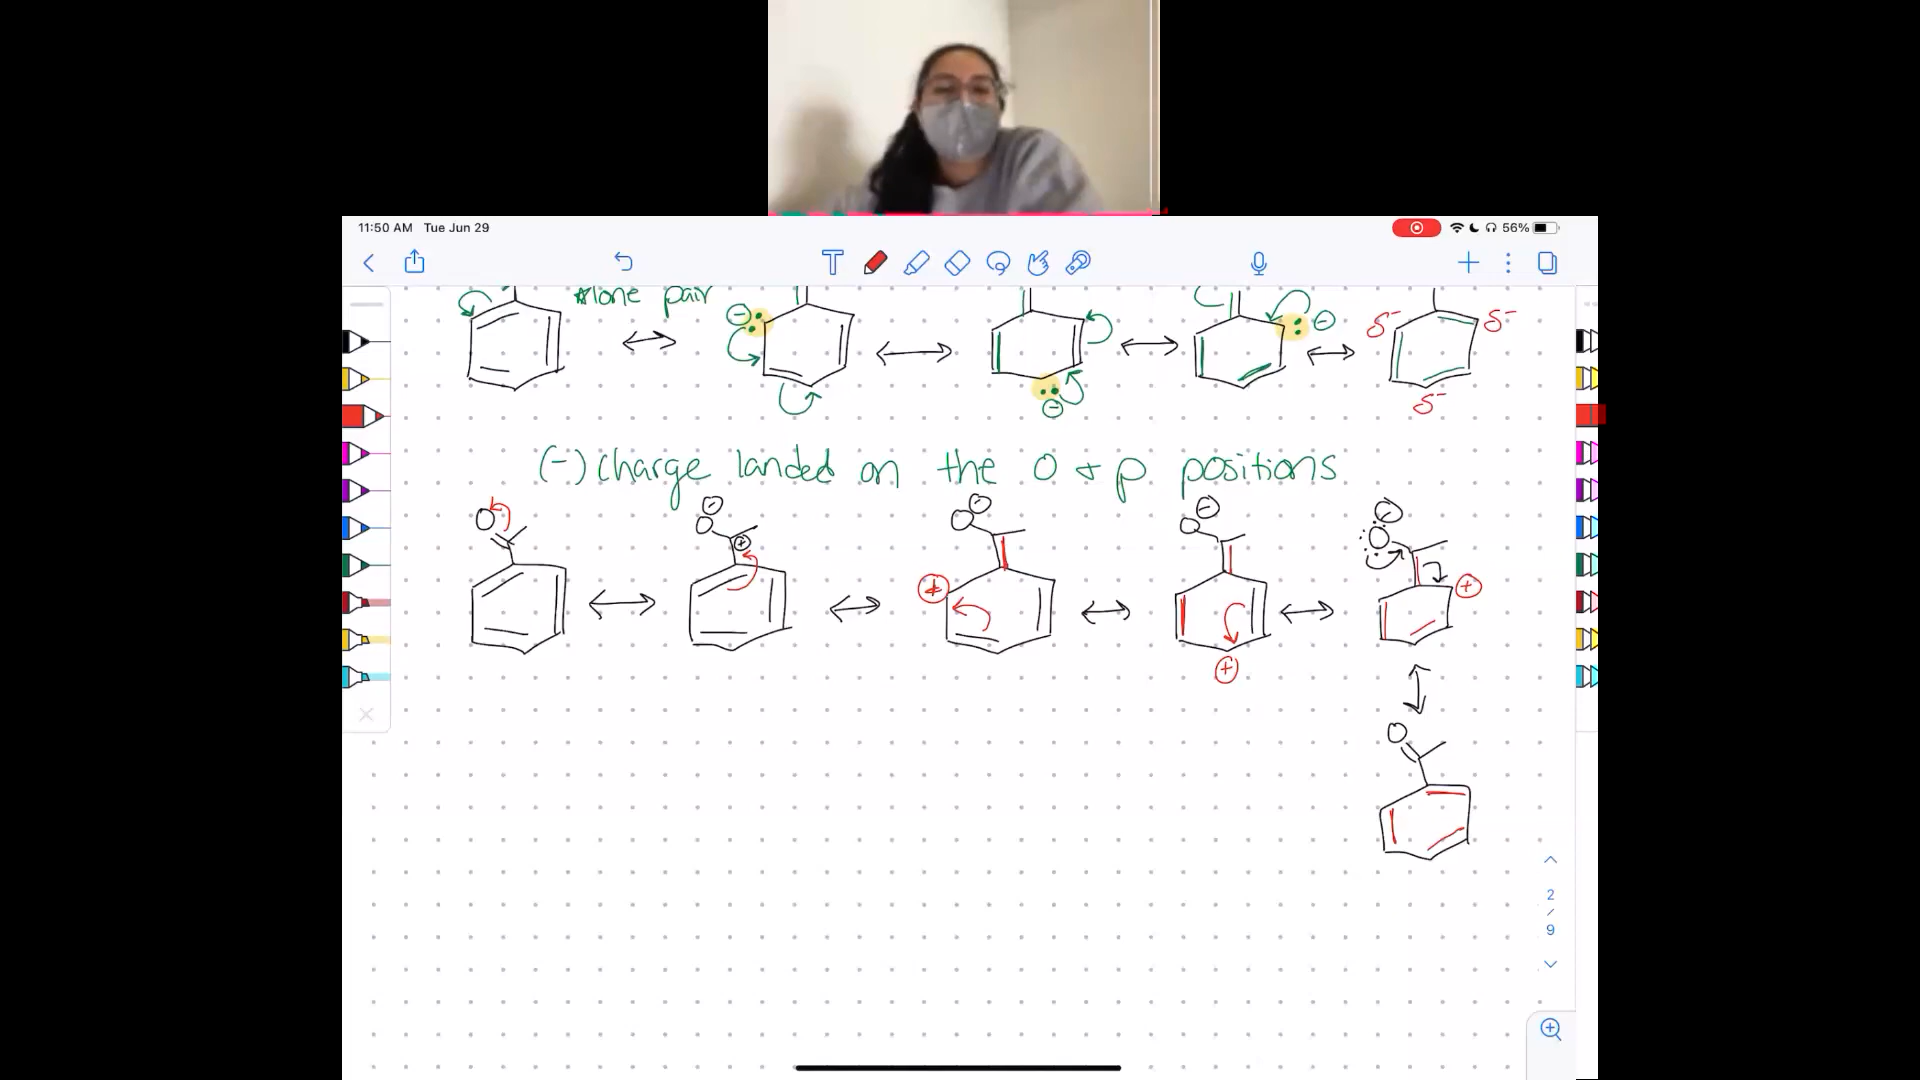 11:50 AM Tue Jun 29 56%
T
*lone pair
⊖ ⊖ δ⁻ δ⁻
⊖ δ⁻
(-) charge landed on the O + p positions
O O ⊖ O ⊖ O ⊖ O ⊖
⊕ ⊕ ⊕
⊕
O
2
/
9